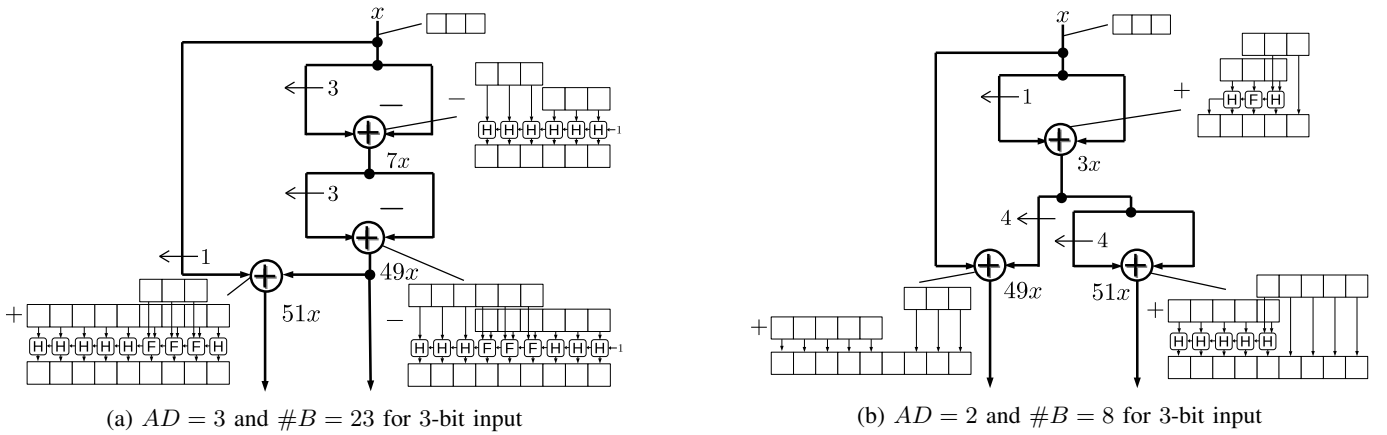 x
3
−
−
H H H H H H 1
7x
3
−
1
49x
51x
+
H H H H H F F F H
−
H H H F F F H H H 1
(a) AD = 3 and #B = 23 for 3-bit input
x
1
+
H F H
3x
4
4
49x
51x
+
+
H H H H H
(b) AD = 2 and #B = 8 for 3-bit input